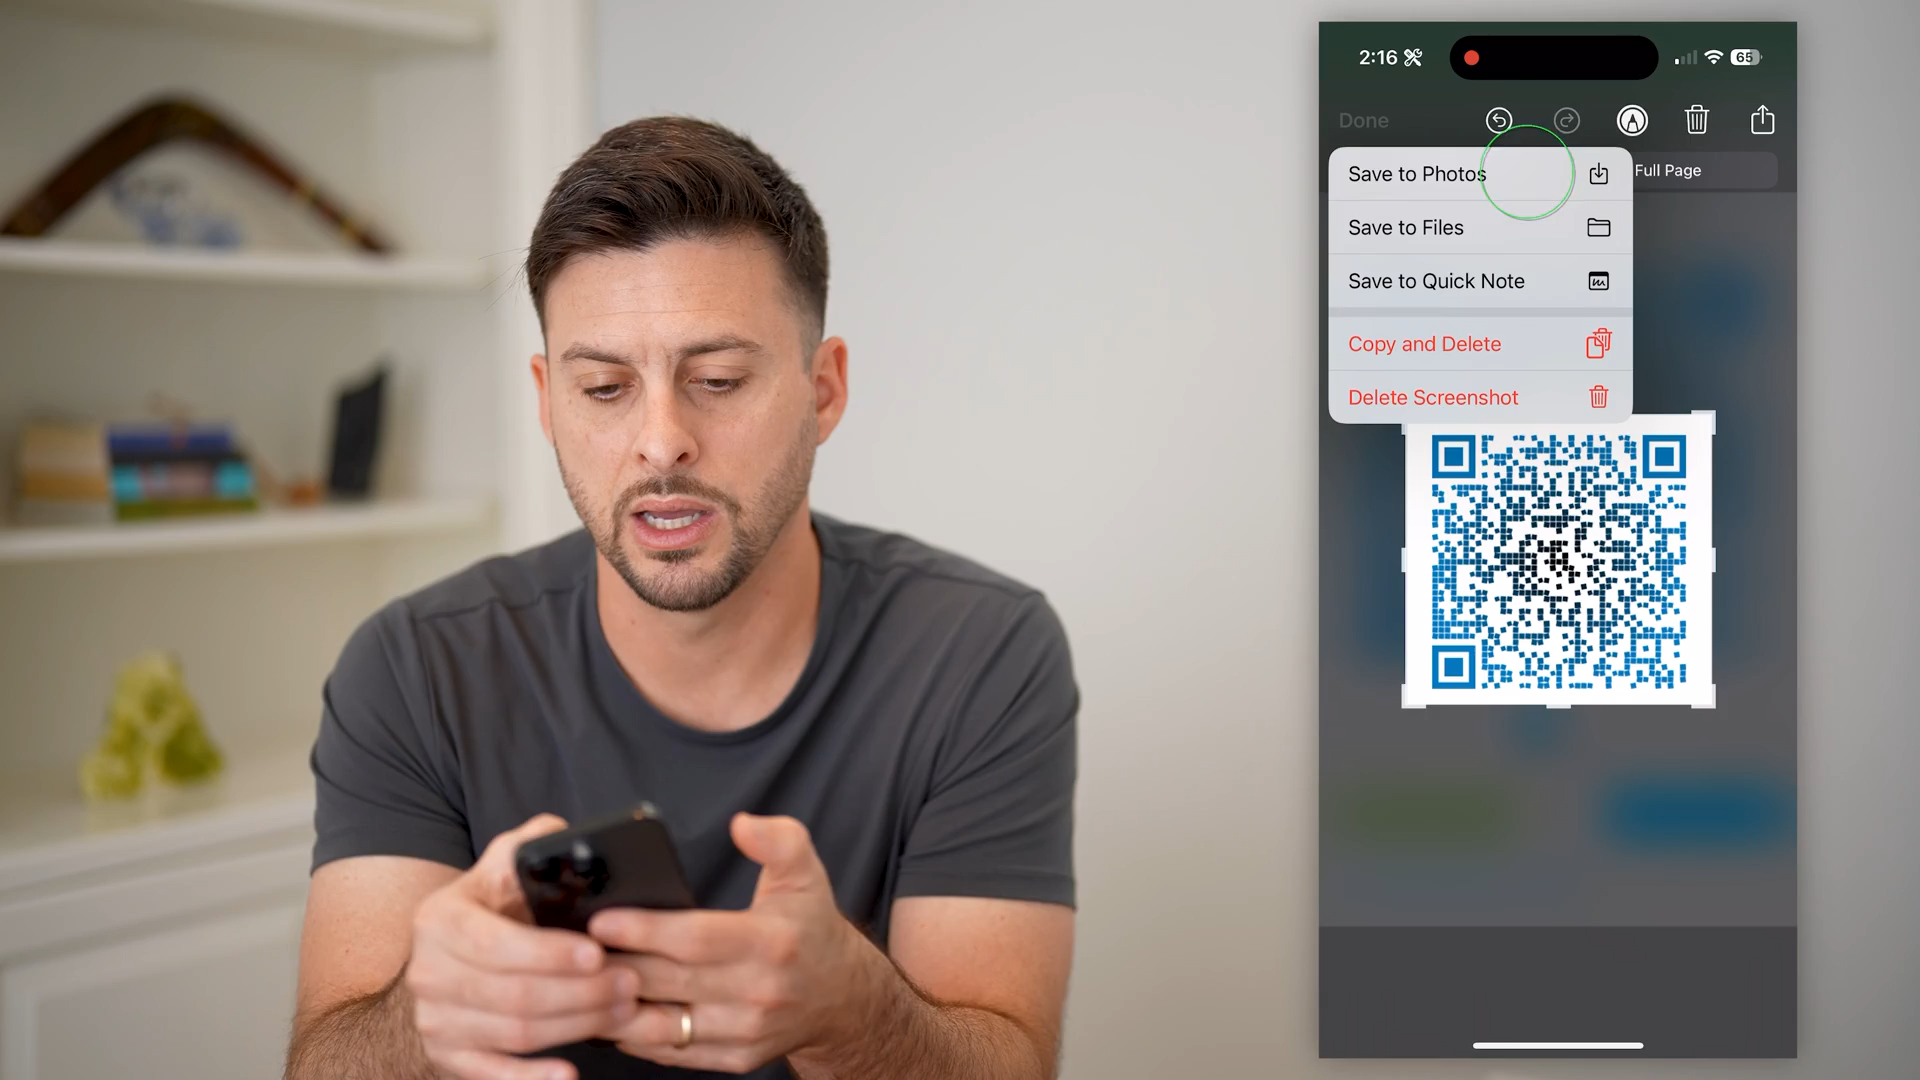 2:16
65
Done
Save to Photos
Full Page
Save to Files
Save to Quick Note
Copy and Delete
Delete Screenshot